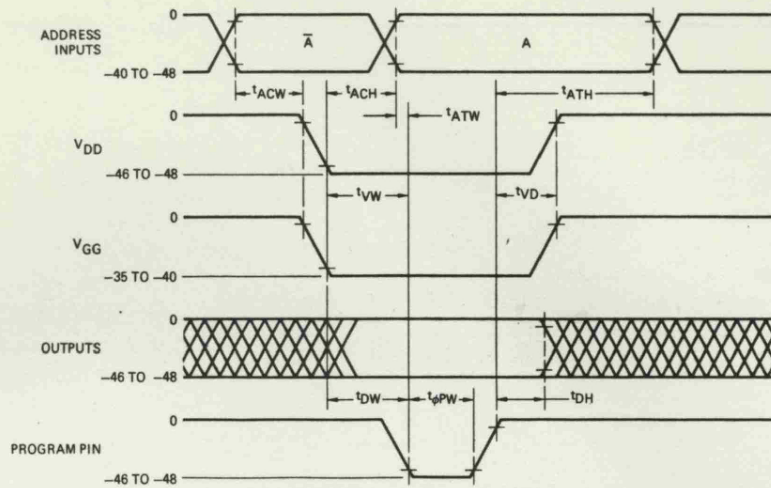 ADDRESS
INPUTS
0
-40 TO -48
A̅
A
tACW
tACH
tATH
tATW
VDD
0
-46 TO -48
tVW
tVD
VGG
0
-35 TO -40
OUTPUTS
0
-46 TO -48
tDW
tφPW
tDH
PROGRAM PIN
0
-46 TO -48